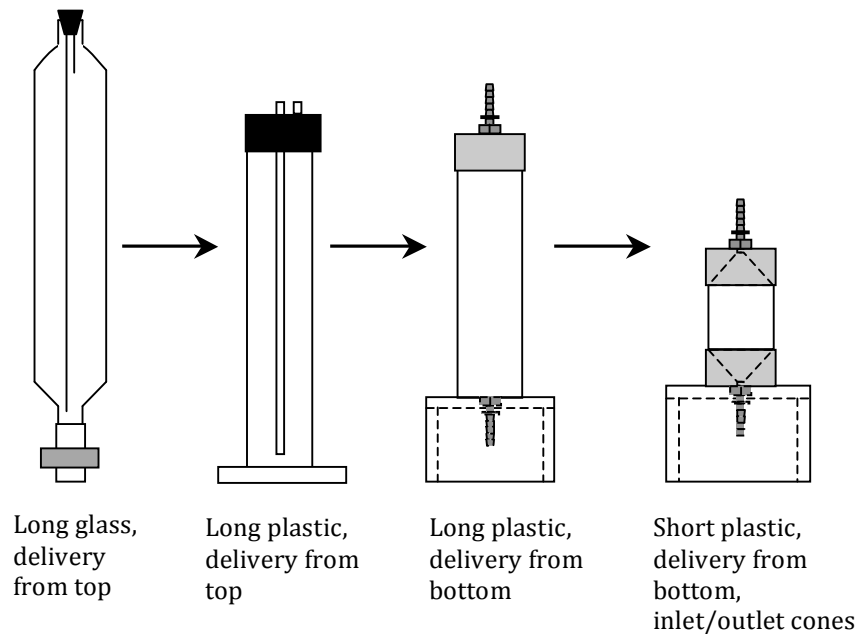 Long glass,
delivery
from top
Long plastic,
delivery from
top
Long plastic,
delivery from
bottom
Short plastic,
delivery from
bottom,
inlet/outlet cones